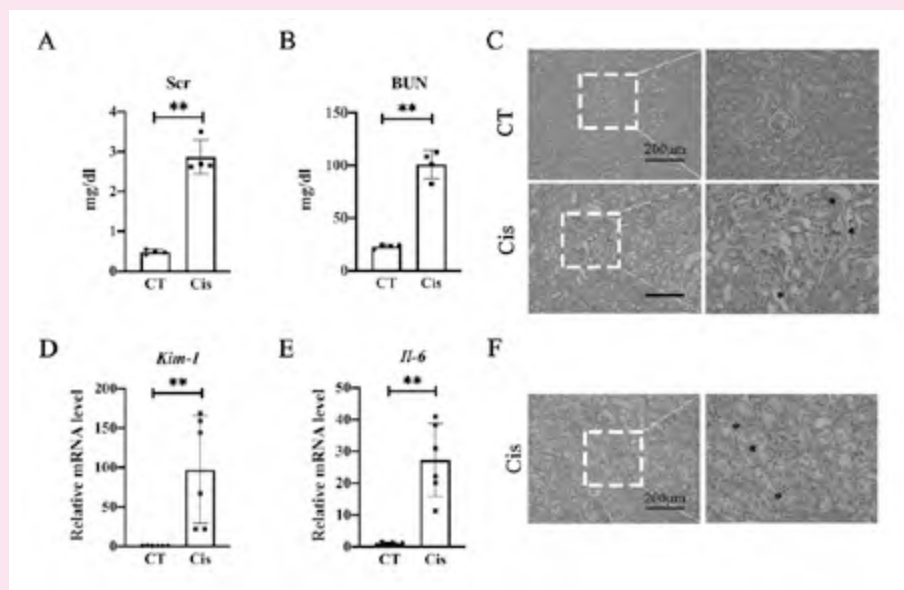 A
Scr
**
mg/dl
4
3
2
1
0
CT Cis
B
BUN
**
mg/dl
150
100
50
0
CT Cis
C
CT
200um
Cis
D
Kim-1
**
Relative mRNA level
200
150
100
50
0
CT Cis
E
Il-6
**
Relative mRNA level
50
40
30
20
10
0
CT Cis
F
Cis
200um